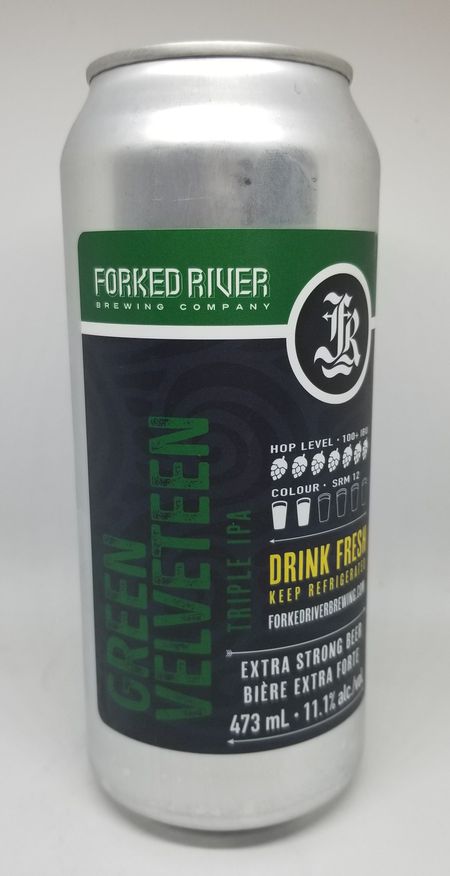 FORKED RIVER
BREWING COMPANY
FR
GREEN
VELVETEEN
TRIPLE IPA
HOP LEVEL · 100+ IBU
COLOUR · SRM 12
DRINK FRESH
KEEP REFRIGERATED
FORKEDRIVERBREWING.COM
EXTRA STRONG BEER
BIÈRE EXTRA FORTE
473 mL · 11.1% alc./vol.